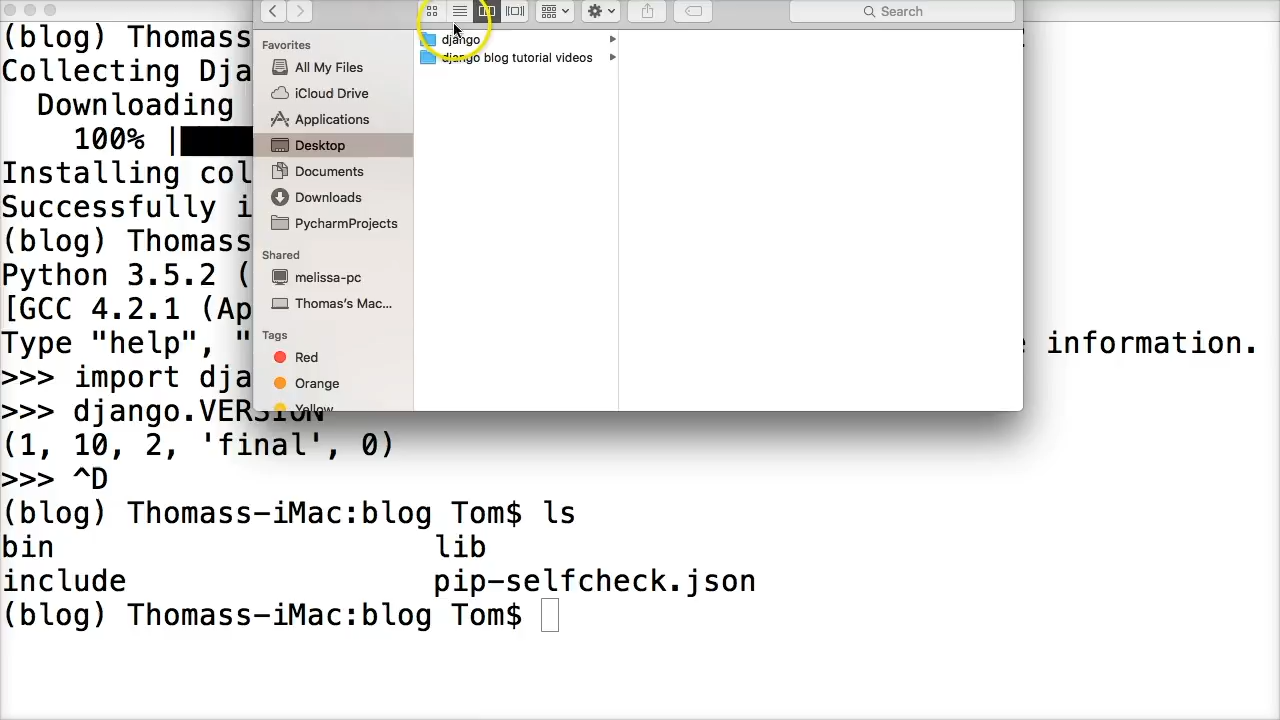 (blog) Thomass
Collecting Dja
Downloading
100% |
Installing col
Successfully i
(blog) Thomass
Python 3.5.2 (
[GCC 4.2.1 (Ap
Type "help", " information.
>>> import dja
>>> django.VERSION
(1, 10, 2, 'final', 0)
>>> ^D
(blog) Thomass-iMac:blog Tom$ ls
bin lib
include pip-selfcheck.json
(blog) Thomass-iMac:blog Tom$
Search
Favorites
All My Files
iCloud Drive
Applications
Desktop
Documents
Downloads
PycharmProjects
Shared
melissa-pc
Thomas’s Mac...
Tags
Red
Orange
Yellow
django
django blog tutorial videos